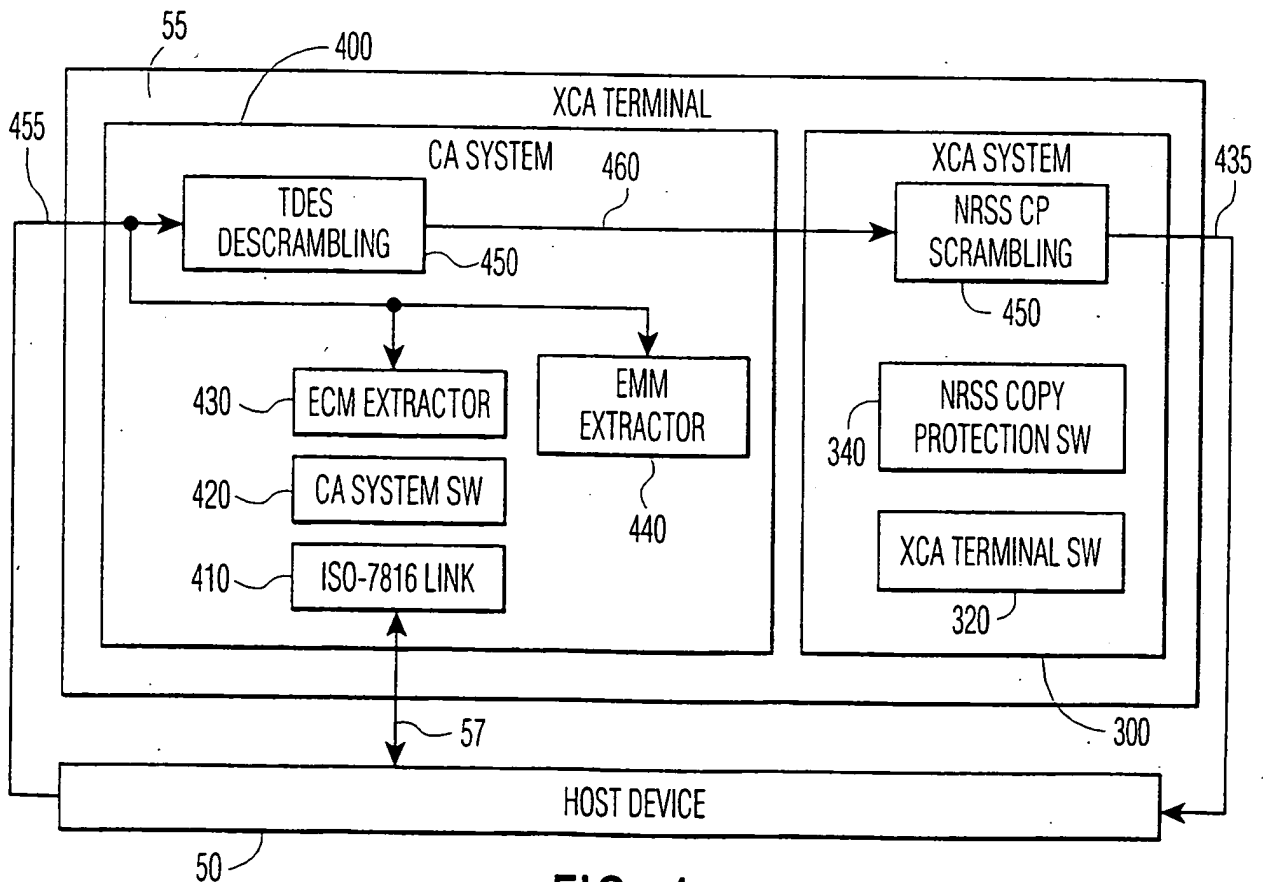 55
400
XCA TERMINAL
455
CA SYSTEM
460
XCA SYSTEM
435
TDES
DESCRAMBLING
450
NRSS CP
SCRAMBLING
450
430
ECM EXTRACTOR
EMM
EXTRACTOR
440
340
NRSS COPY
PROTECTION SW
420
CA SYSTEM SW
410
ISO-7816 LINK
XCA TERMINAL SW
320
57
300
HOST DEVICE
50